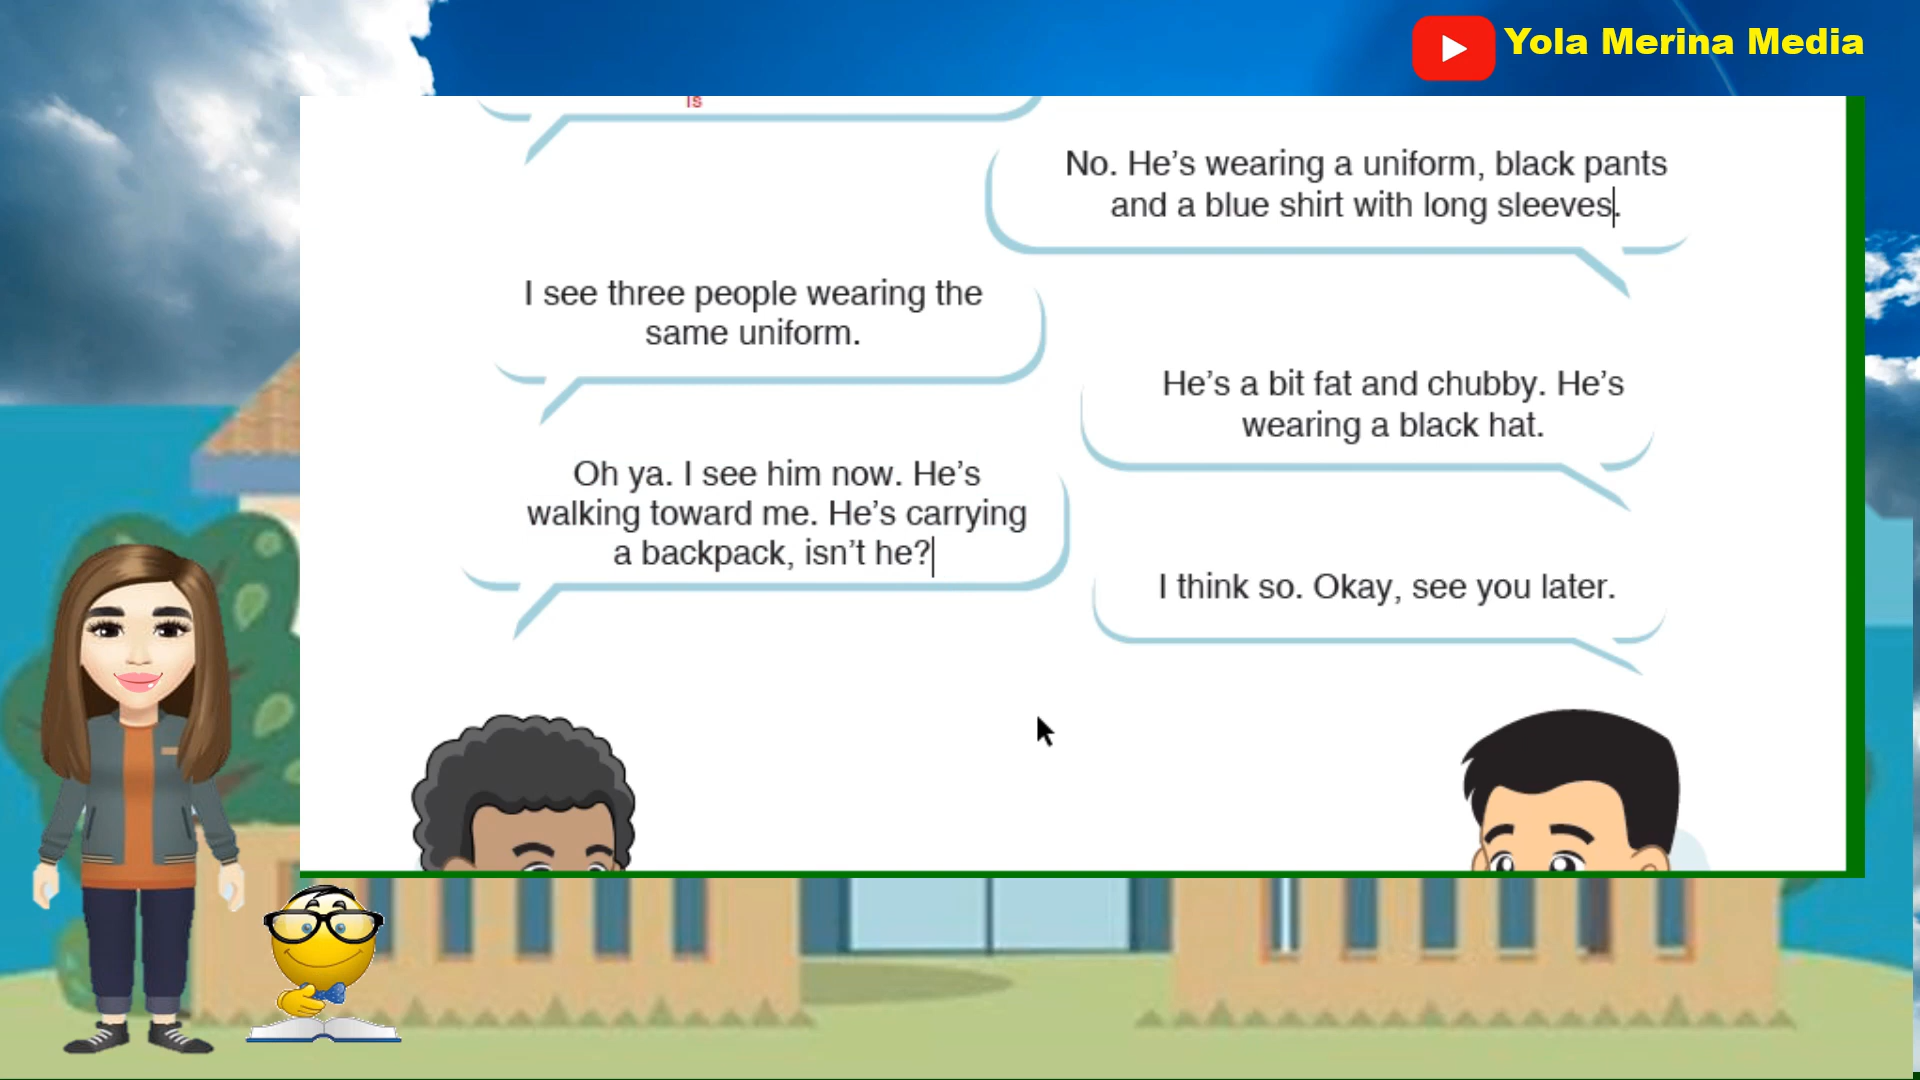 Yola Merina Media
is
No. He's wearing a uniform, black pants
and a blue shirt with long sleeves.
I see three people wearing the
same uniform.
He's a bit fat and chubby. He's
wearing a black hat.
Oh ya. I see him now. He's
walking toward me. He's carrying
a backpack, isn't he?
I think so. Okay, see you later.